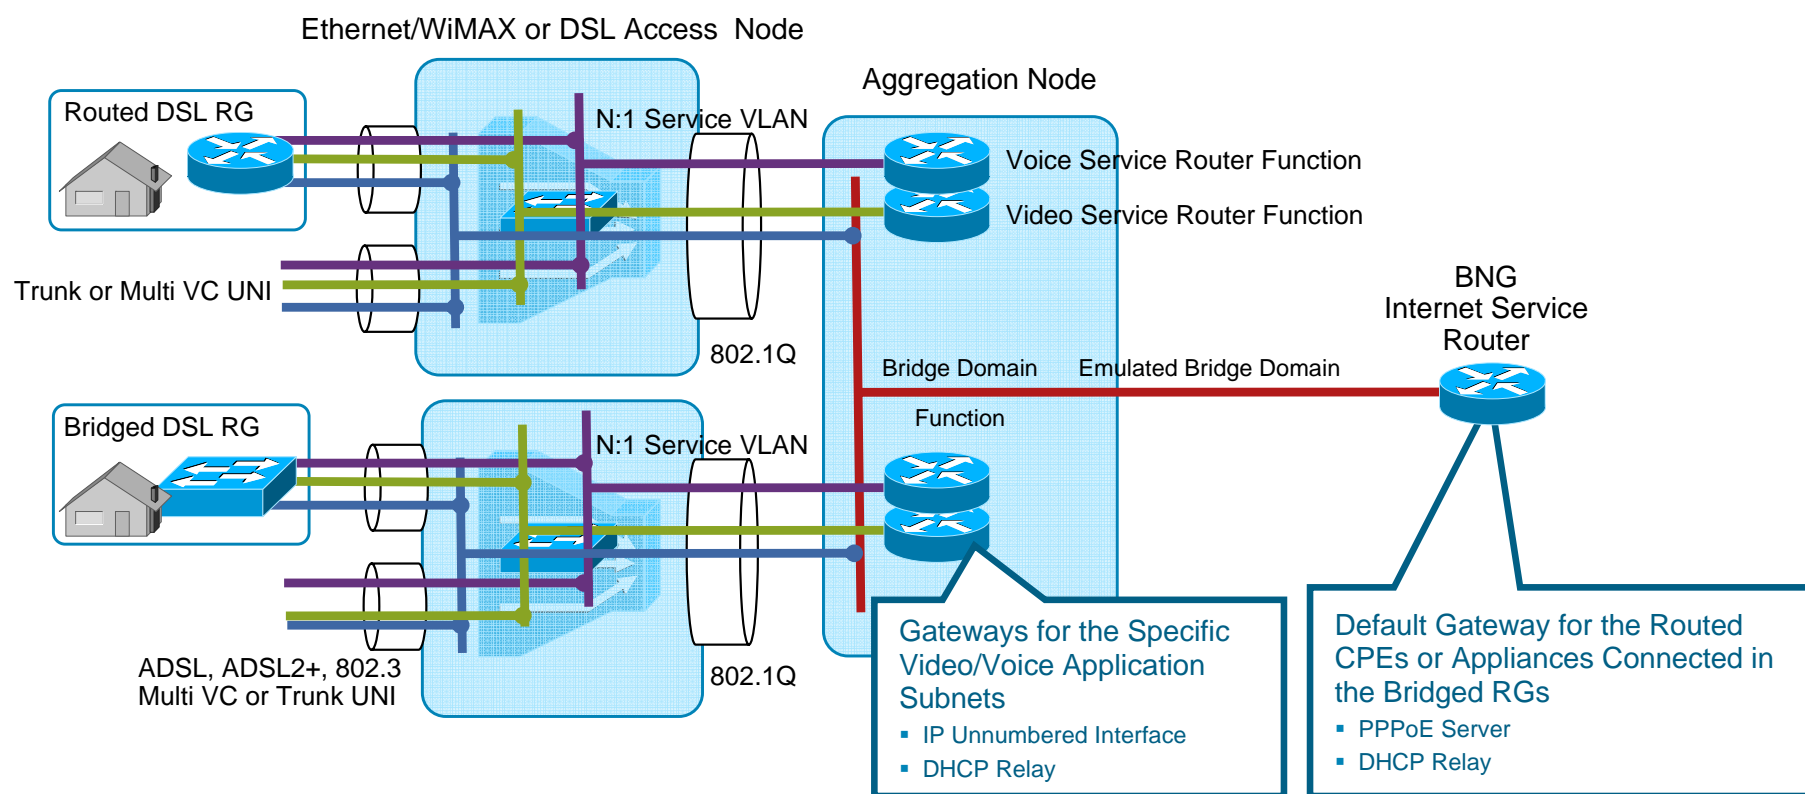 Ethernet/WiMAX or DSL Access Node
Aggregation Node
Routed DSL RG
N:1 Service VLAN
Voice Service Router Function
Video Service Router Function
Trunk or Multi VC UNI
802.1Q
BNG
Internet Service
Router
Bridge Domain
Emulated Bridge Domain
Function
Bridged DSL RG
N:1 Service VLAN
ADSL, ADSL2+, 802.3
Multi VC or Trunk UNI
802.1Q
Gateways for the Specific
Video/Voice Application
Subnets
▪ IP Unnumbered Interface
▪ DHCP Relay
Default Gateway for the Routed
CPEs or Appliances Connected in
the Bridged RGs
▪ PPPoE Server
▪ DHCP Relay